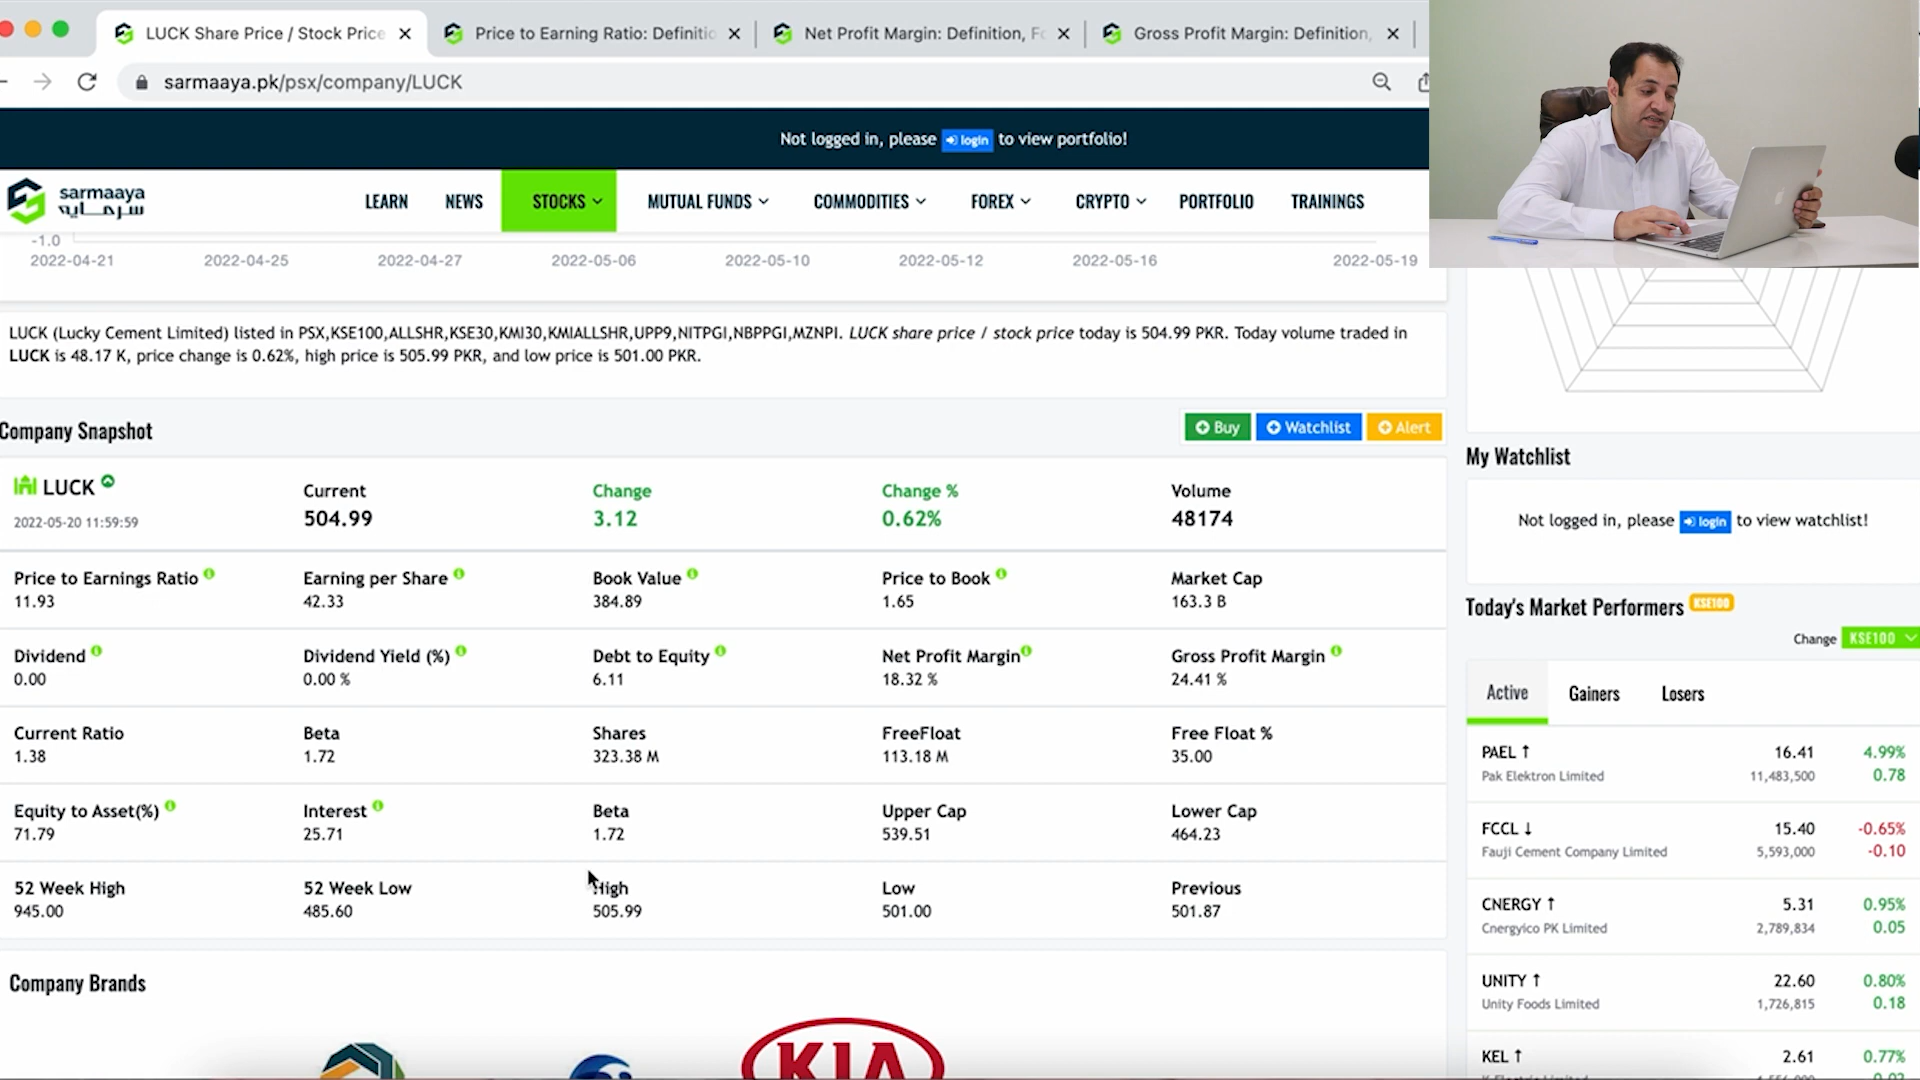 LUCK Share Price / Stock Price
Price to Earning Ratio: Definitio
Net Profit Margin: Definition, Fo
Gross Profit Margin: Definition,
sarmaaya.pk/psx/company/LUCK
Not logged in, please login to view portfolio!
sarmaaya
سرمایہ
LEARN NEWS STOCKS MUTUAL FUNDS COMMODITIES FOREX CRYPTO PORTFOLIO TRAININGS
-1.0
2022-04-21 2022-04-25 2022-04-27 2022-05-06 2022-05-10 2022-05-12 2022-05-16 2022-05-19
LUCK (Lucky Cement Limited) listed in PSX,KSE100,ALLSHR,KSE30,KMI30,KMIALLSHR,UPP9,NITPGI,NBPPGI,MZNPI. LUCK share price / stock price today is 504.99 PKR. Today volume traded in
LUCK is 48.17 K, price change is 0.62%, high price is 505.99 PKR, and low price is 501.00 PKR.
Company Snapshot
Buy Watchlist Alert
LUCK Current Change Change % Volume
2022-05-20 11:59:59 504.99 3.12 0.62% 48174
Price to Earnings Ratio Earning per Share Book Value Price to Book Market Cap
11.93 42.33 384.89 1.65 163.3 B
Dividend Dividend Yield (%) Debt to Equity Net Profit Margin Gross Profit Margin
0.00 0.00 % 6.11 18.32 % 24.41 %
Current Ratio Beta Shares FreeFloat Free Float %
1.38 1.72 323.38 M 113.18 M 35.00
Equity to Asset(%) Interest Beta Upper Cap Lower Cap
71.79 25.71 1.72 539.51 464.23
52 Week High 52 Week Low High Low Previous
945.00 485.60 505.99 501.00 501.87
Company Brands
KIA
My Watchlist
Not logged in, please login to view watchlist!
Today's Market Performers KSE100
Change KSE100
Active Gainers Losers
PAEL ↑ 16.41 4.99%
Pak Elektron Limited 11,483,500 0.78
FCCL ↓ 15.40 -0.65%
Fauji Cement Company Limited 5,593,000 -0.10
CNERGY ↑ 5.31 0.95%
Cnergyico PK Limited 2,789,834 0.05
UNITY ↑ 22.60 0.80%
Unity Foods Limited 1,726,815 0.18
KEL ↑ 2.61 0.77%